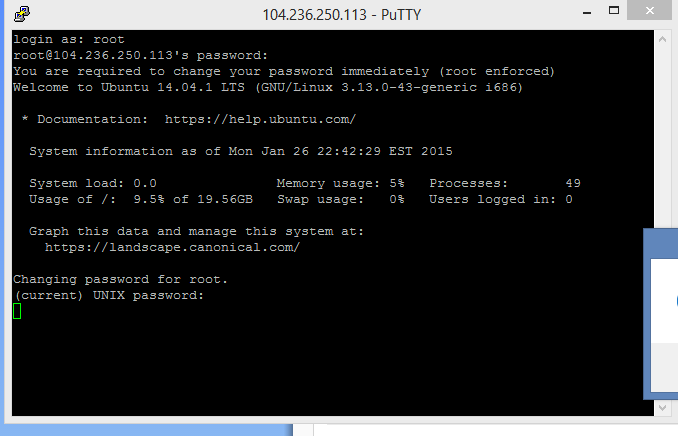 104.236.250.113 - PuTTY
login as: root
root@104.236.250.113's password:
You are required to change your password immediately (root enforced)
Welcome to Ubuntu 14.04.1 LTS (GNU/Linux 3.13.0-43-generic i686)
* Documentation:  https://help.ubuntu.com/
System information as of Mon Jan 26 22:42:29 EST 2015
System load: 0.0               Memory usage: 5%   Processes:       49
Usage of /:  9.5% of 19.56GB   Swap usage:   0%   Users logged in: 0
Graph this data and manage this system at:
https://landscape.canonical.com/
Changing password for root.
(current) UNIX password: